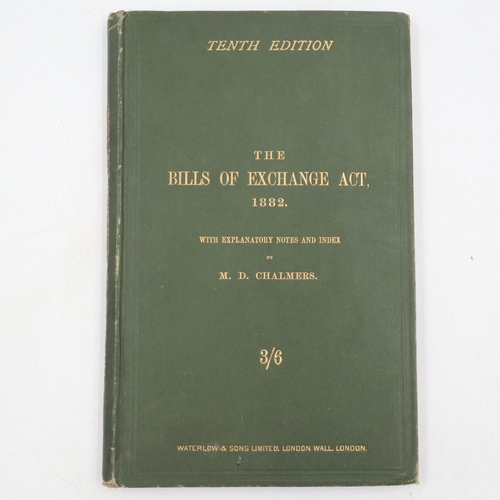 TENTH EDITION
THE
BILLS OF EXCHANGE ACT,
1882.
WITH EXPLANATORY NOTES AND INDEX
BY
M. D. CHALMERS.
3/6
WATERLOW & SONS LIMITED, LONDON WALL, LONDON.